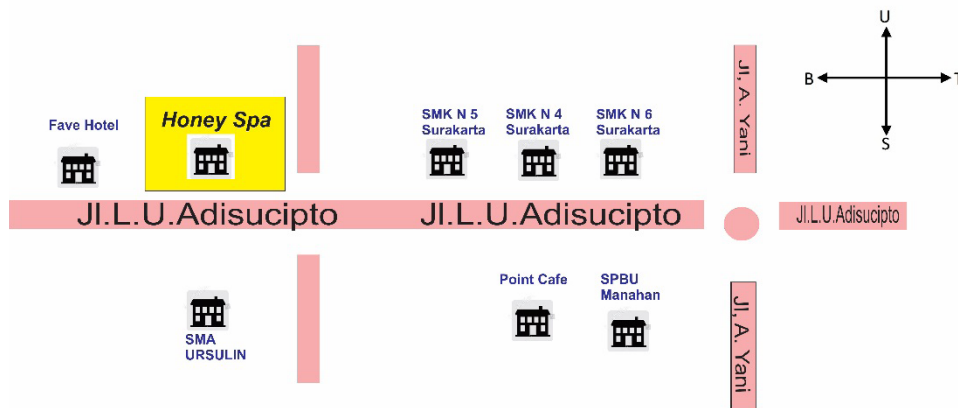 U
B
T
S
Fave Hotel
Honey Spa
SMK N 5
Surakarta
SMK N 4
Surakarta
SMK N 6
Surakarta
Jl, A. Yani
Jl.L.U.Adisucipto
Jl.L.U.Adisucipto
Jl.L.U.Adisucipto
SMA
URSULIN
Point Cafe
SPBU
Manahan
Jl, A. Yani